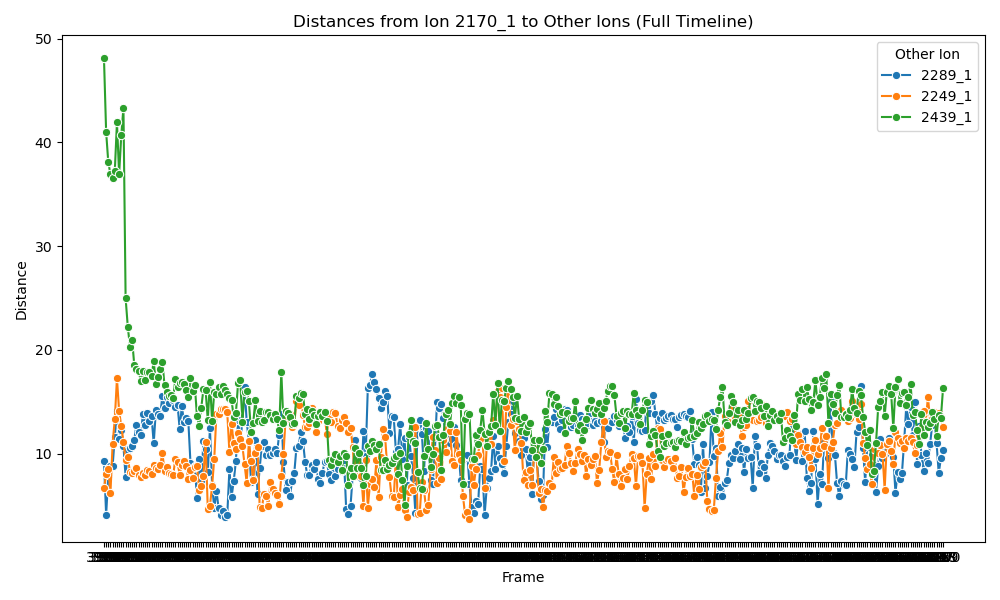 Distances from Ion 2170_1 to Other Ions (Full Timeline)
50
40
30
20
10
Distance
Other Ion
2289_1
2249_1
2439_1
Frame